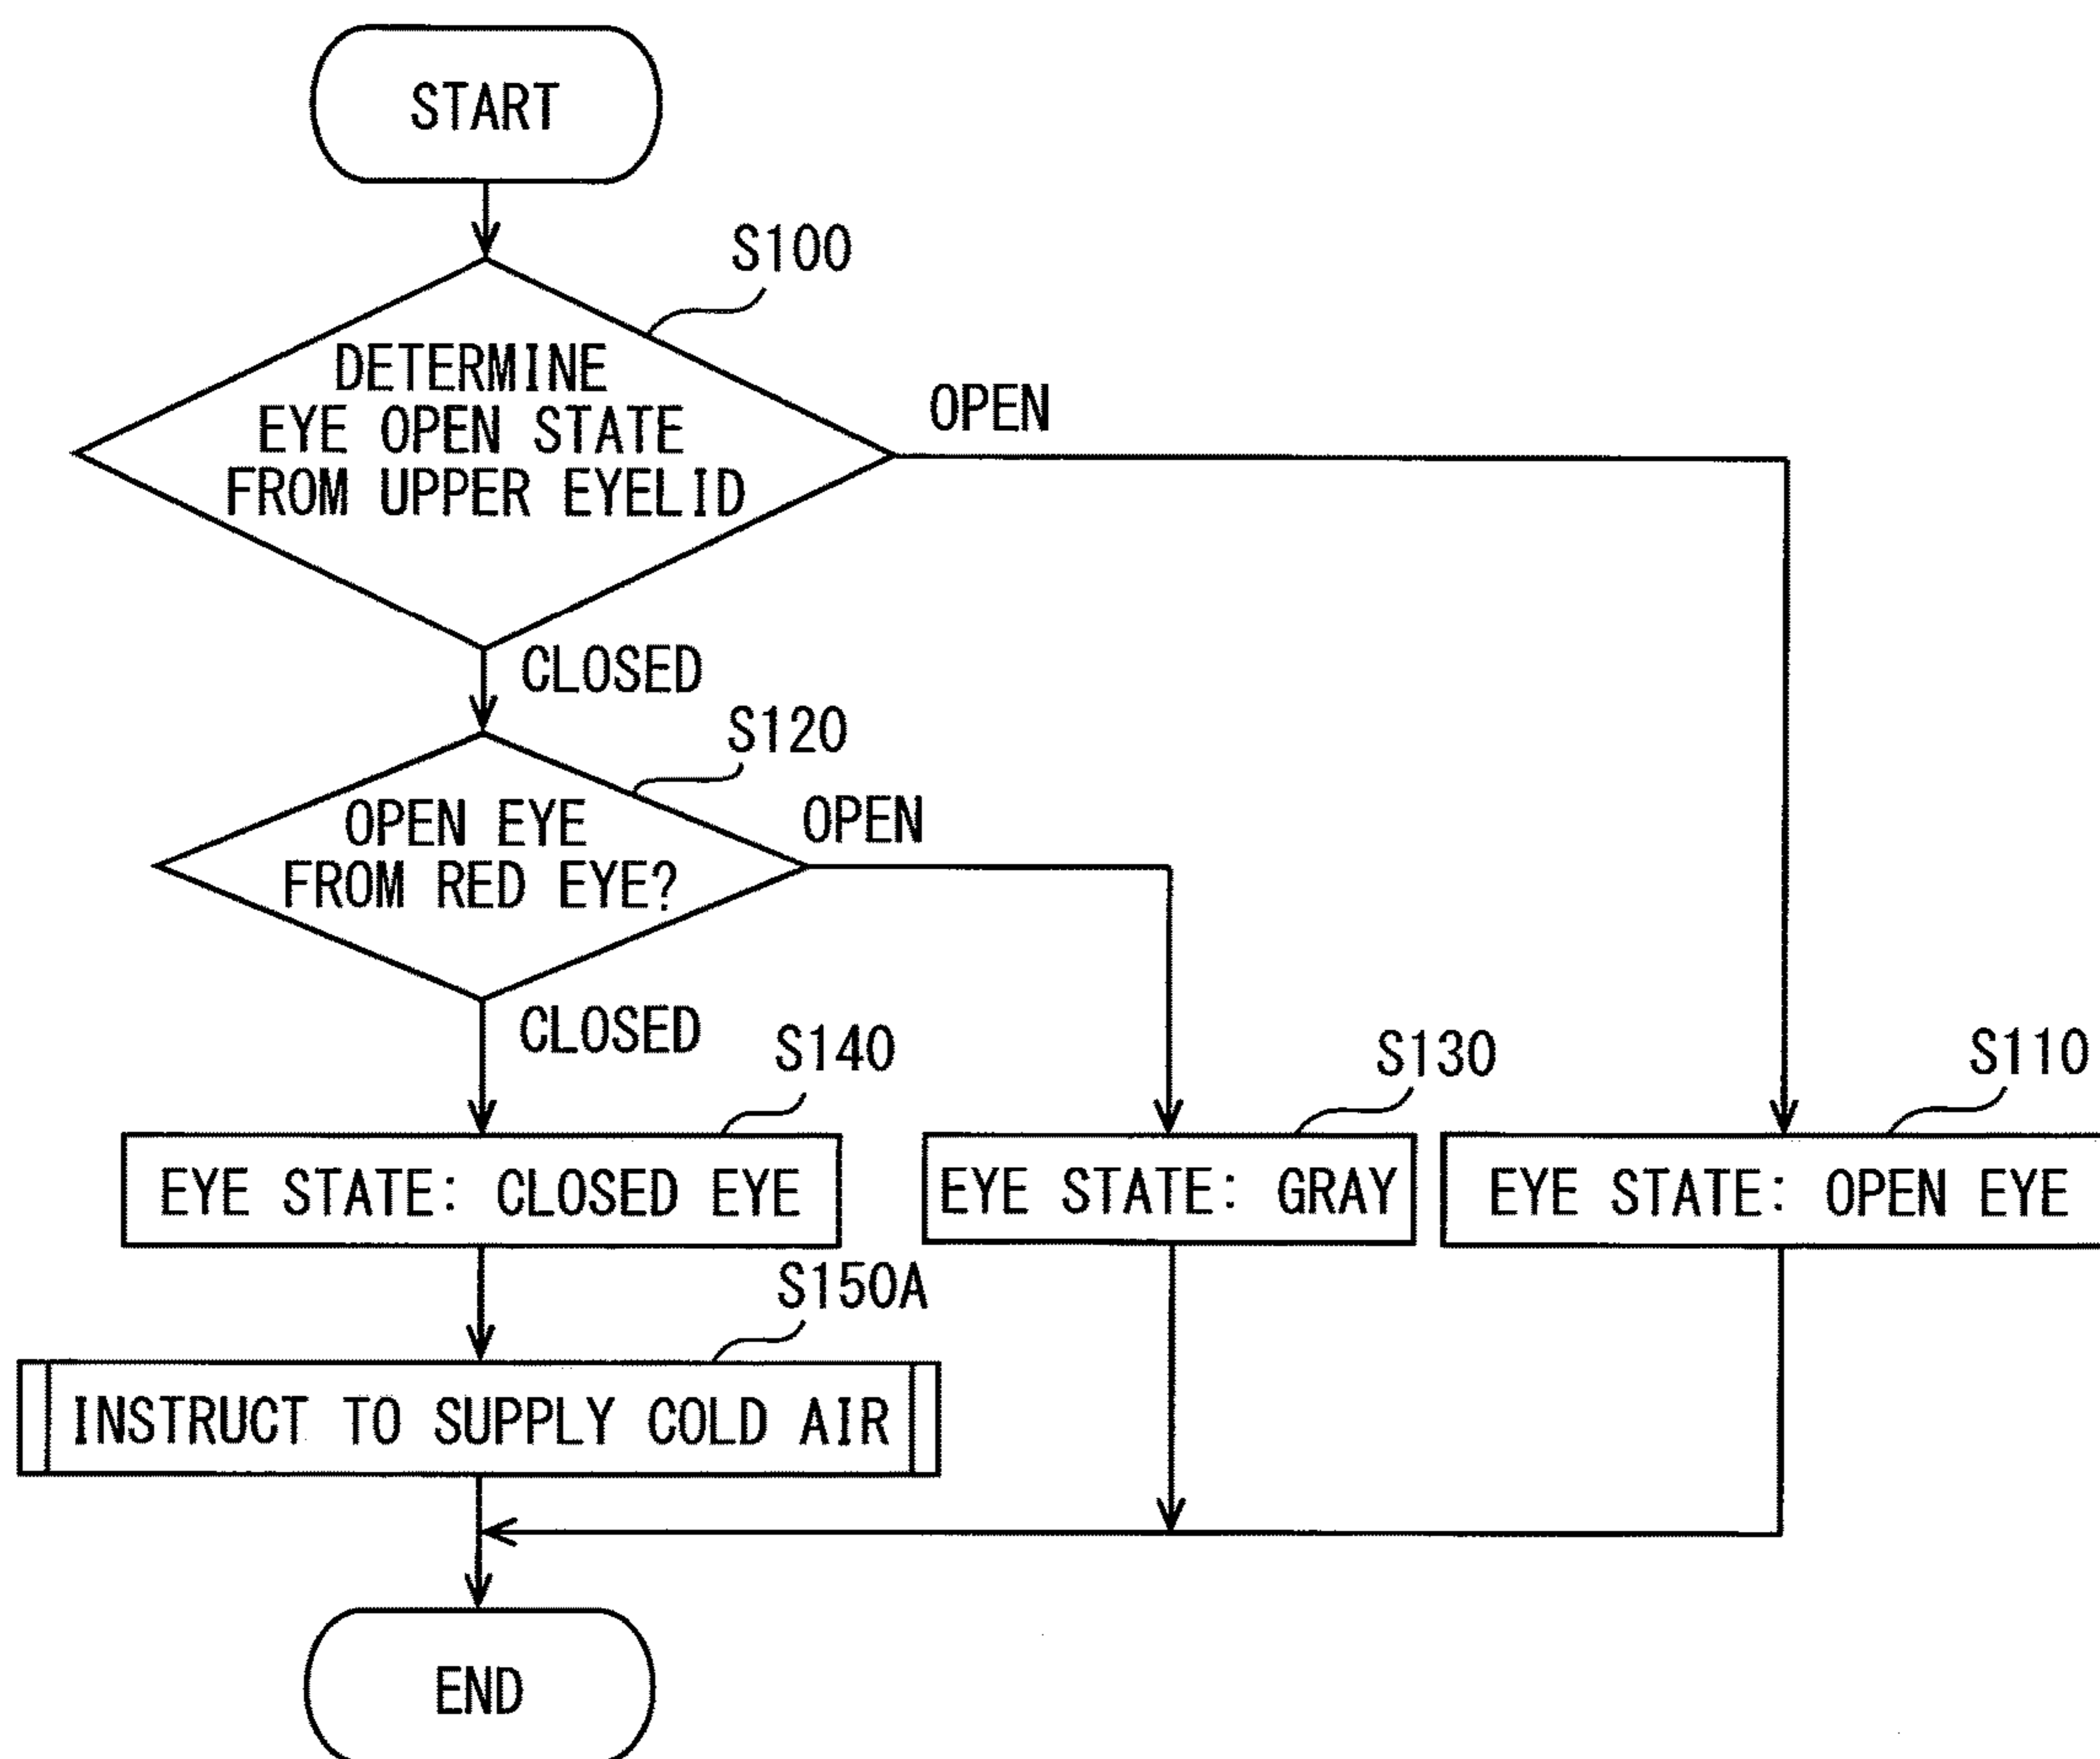 START
S100
DETERMINE
EYE OPEN STATE
FROM UPPER EYELID
OPEN
CLOSED
S120
OPEN EYE
FROM RED EYE?
OPEN
CLOSED
S140
S130
S110
EYE STATE: CLOSED EYE
EYE STATE: GRAY
EYE STATE: OPEN EYE
S150A
INSTRUCT TO SUPPLY COLD AIR
END